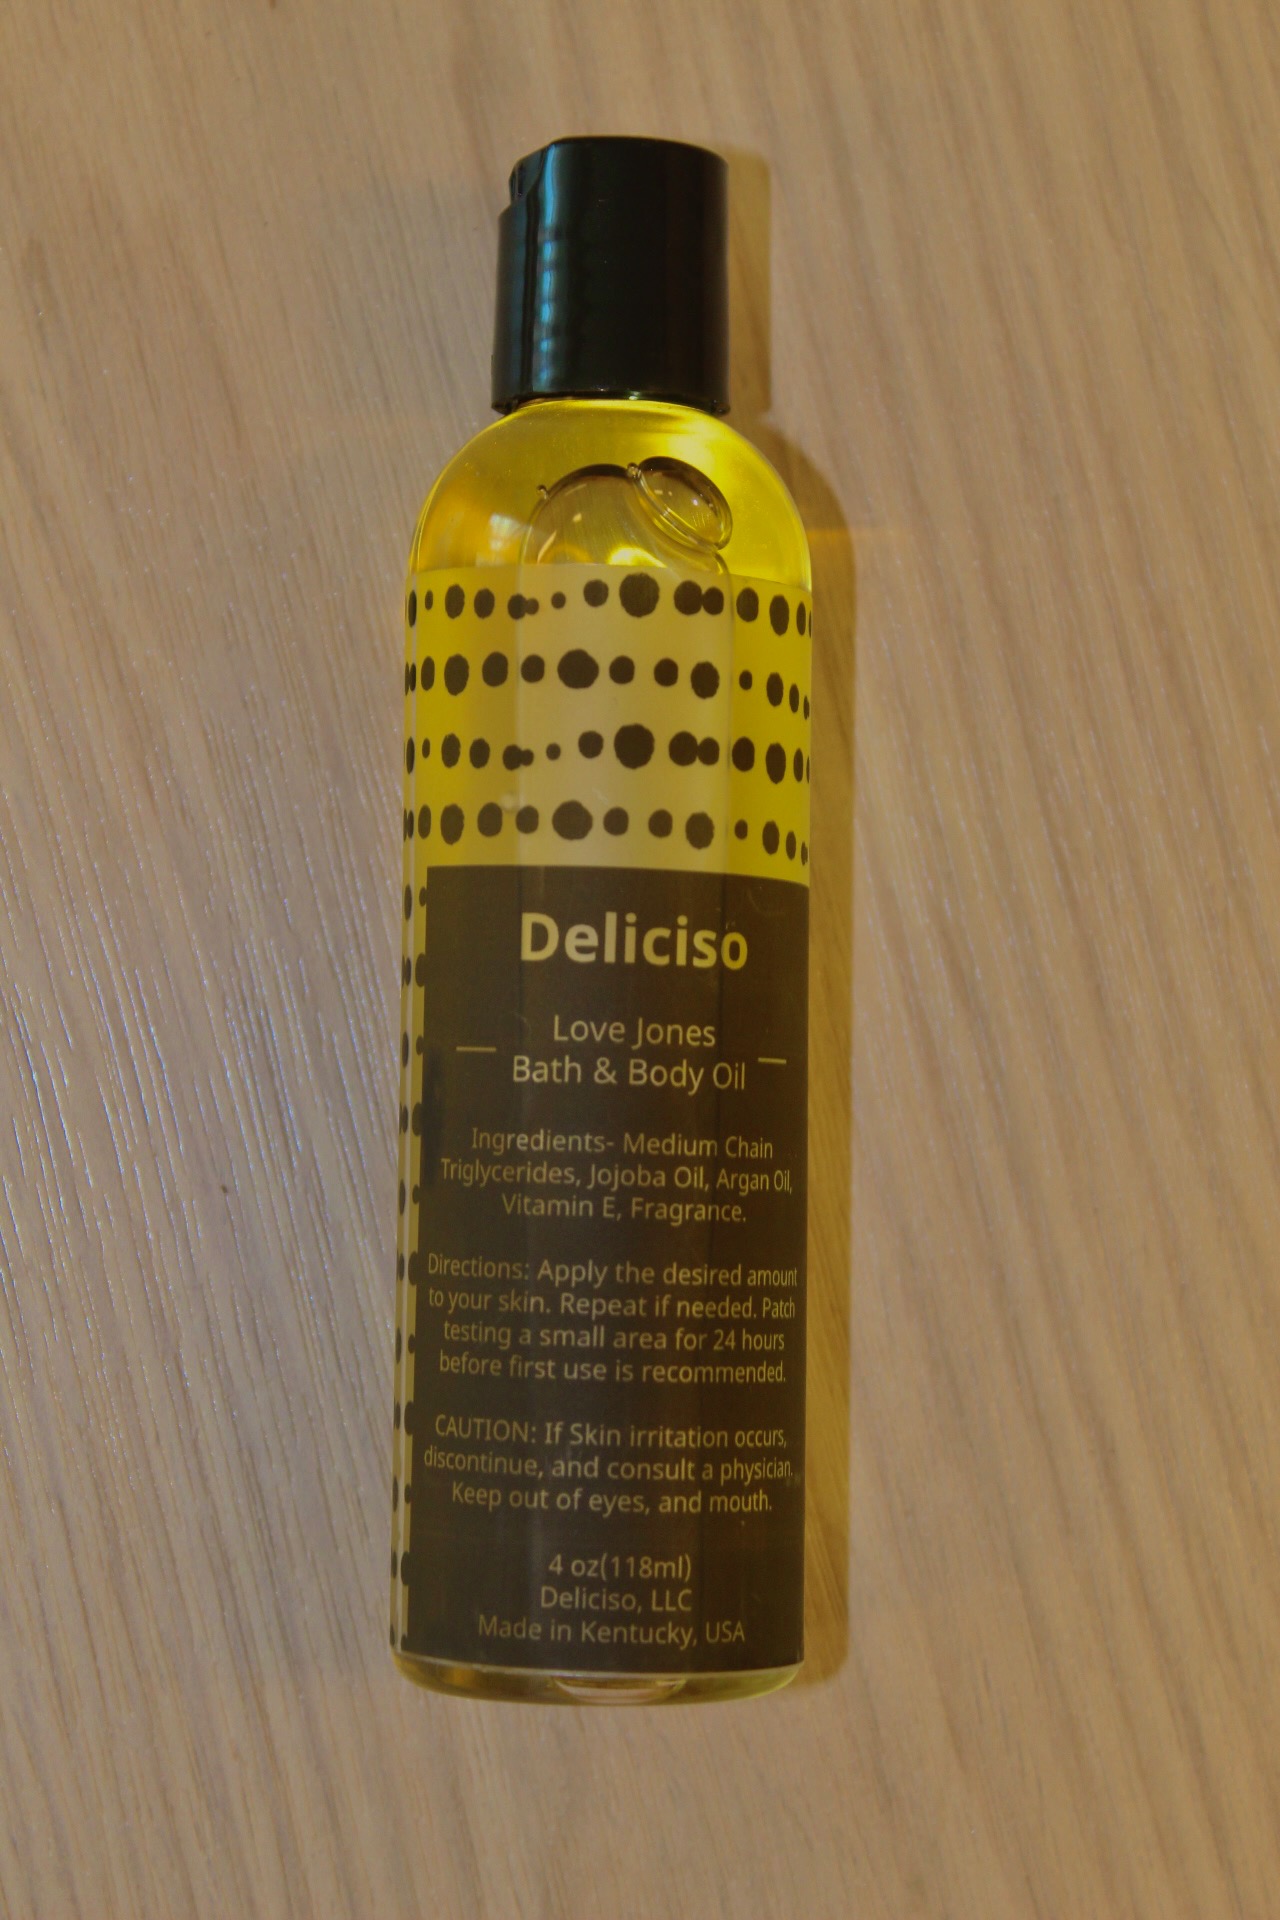 Deliciso
Love Jones
Bath & Body Oil
Ingredients- Medium Chain
Triglycerides, Jojoba Oil, Argan Oil,
Vitamin E, Fragrance.
Directions: Apply the desired amount
to your skin. Repeat if needed. Patch
testing a small area for 24 hours
before first use is recommended.
CAUTION: If Skin irritation occurs,
discontinue, and consult a physician.
Keep out of eyes, and mouth.
4 oz(118ml)
Deliciso, LLC
Made in Kentucky, USA